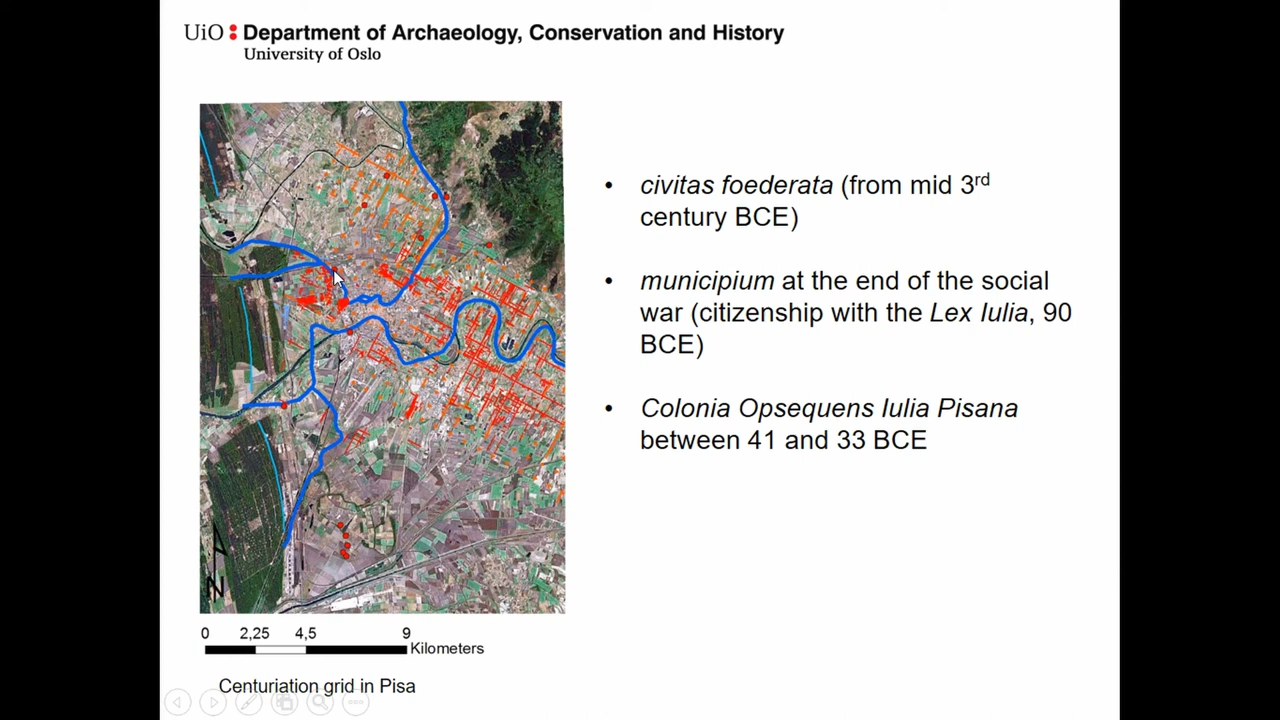 UiO : Department of Archaeology, Conservation and History
University of Oslo
• civitas foederata (from mid 3rd
century BCE)
• municipium at the end of the social
war (citizenship with the Lex Iulia, 90
BCE)
• Colonia Opsequens Iulia Pisana
between 41 and 33 BCE
N
0 2,25 4,5 9
Kilometers
Centuriation grid in Pisa